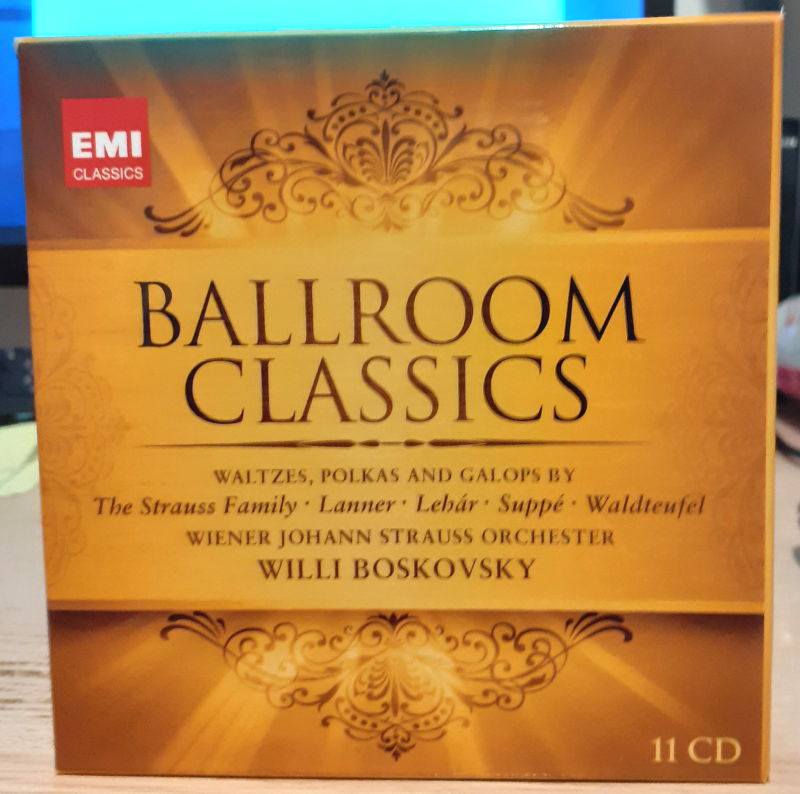 EMI
CLASSICS
BALLROOM
CLASSICS
WALTZES, POLKAS AND GALOPS BY
The Strauss Family · Lanner · Lehár · Suppé · Waldteufel
WIENER JOHANN STRAUSS ORCHESTER
WILLI BOSKOVSKY
11 CD